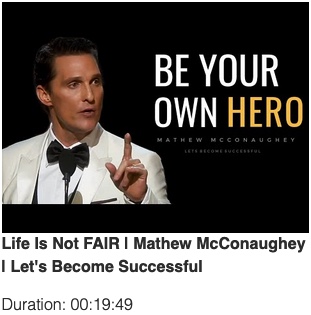 BE YOUR
OWN HERO
MATHEW MCCONAUGHEY
LETS BECOME SUCCESSFUL
Life Is Not FAIR | Mathew McConaughey
| Let's Become Successful
Duration: 00:19:49